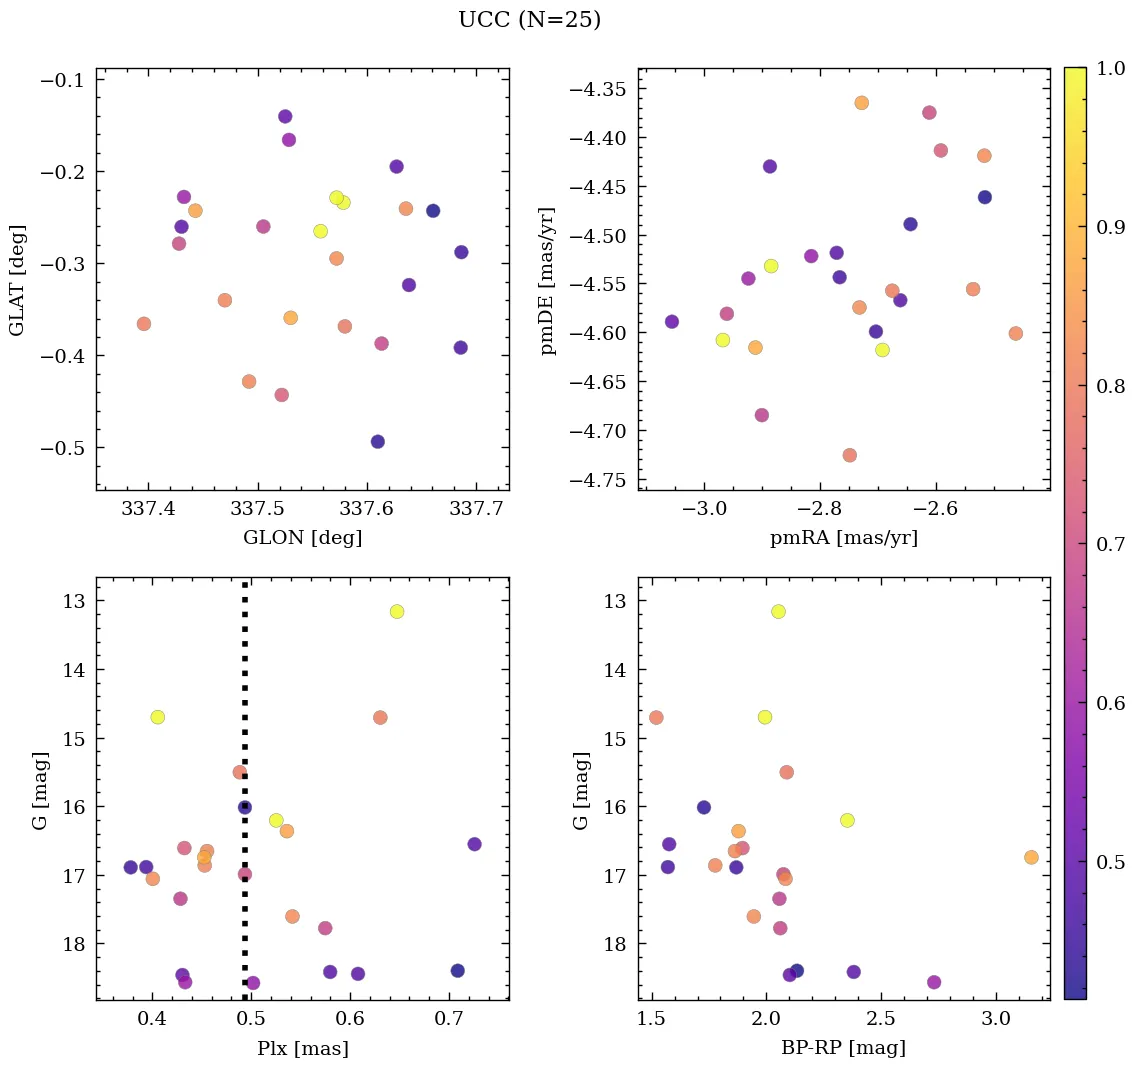 UCC (N=25)
−0.1
−0.2
−0.3
−0.4
−0.5
GLAT [deg]
337.4 337.5 337.6 337.7
GLON [deg]
−4.35
−4.40
−4.45
−4.50
−4.55
−4.60
−4.65
−4.70
−4.75
pmDE [mas/yr]
−3.0 −2.8 −2.6
pmRA [mas/yr]
13
14
15
16
17
18
G [mag]
0.4 0.5 0.6 0.7
Plx [mas]
13
14
15
16
17
18
G [mag]
1.5 2.0 2.5 3.0
BP-RP [mag]
1.0
0.9
0.8
0.7
0.6
0.5